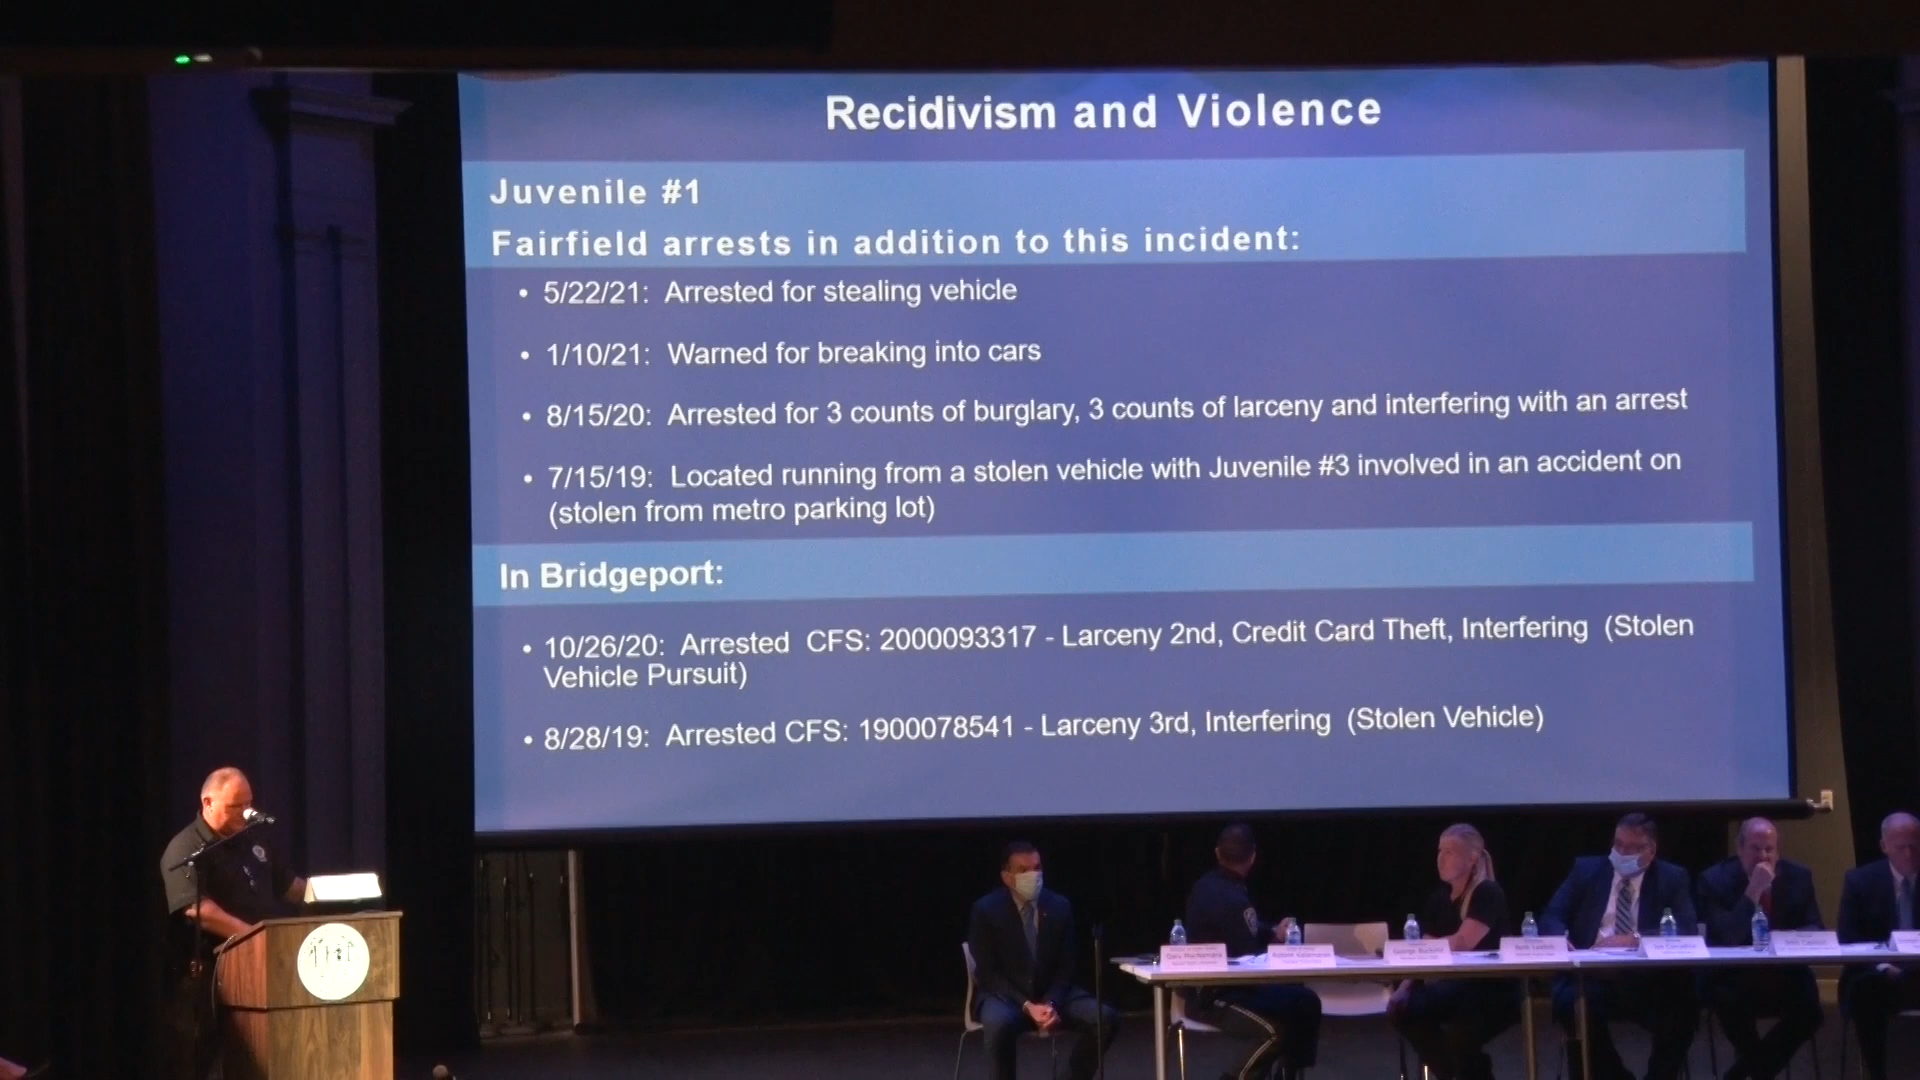 Recidivism and Violence
Juvenile #1
Fairfield arrests in addition to this incident:
• 5/22/21: Arrested for stealing vehicle
• 1/10/21: Warned for breaking into cars
• 8/15/20: Arrested for 3 counts of burglary, 3 counts of larceny and interfering with an arrest
• 7/15/19: Located running from a stolen vehicle with Juvenile #3 involved in an accident on
(stolen from metro parking lot)
In Bridgeport:
• 10/26/20: Arrested CFS: 2000093317 - Larceny 2nd, Credit Card Theft, Interfering (Stolen
Vehicle Pursuit)
• 8/28/19: Arrested CFS: 1900078541 - Larceny 3rd, Interfering (Stolen Vehicle)